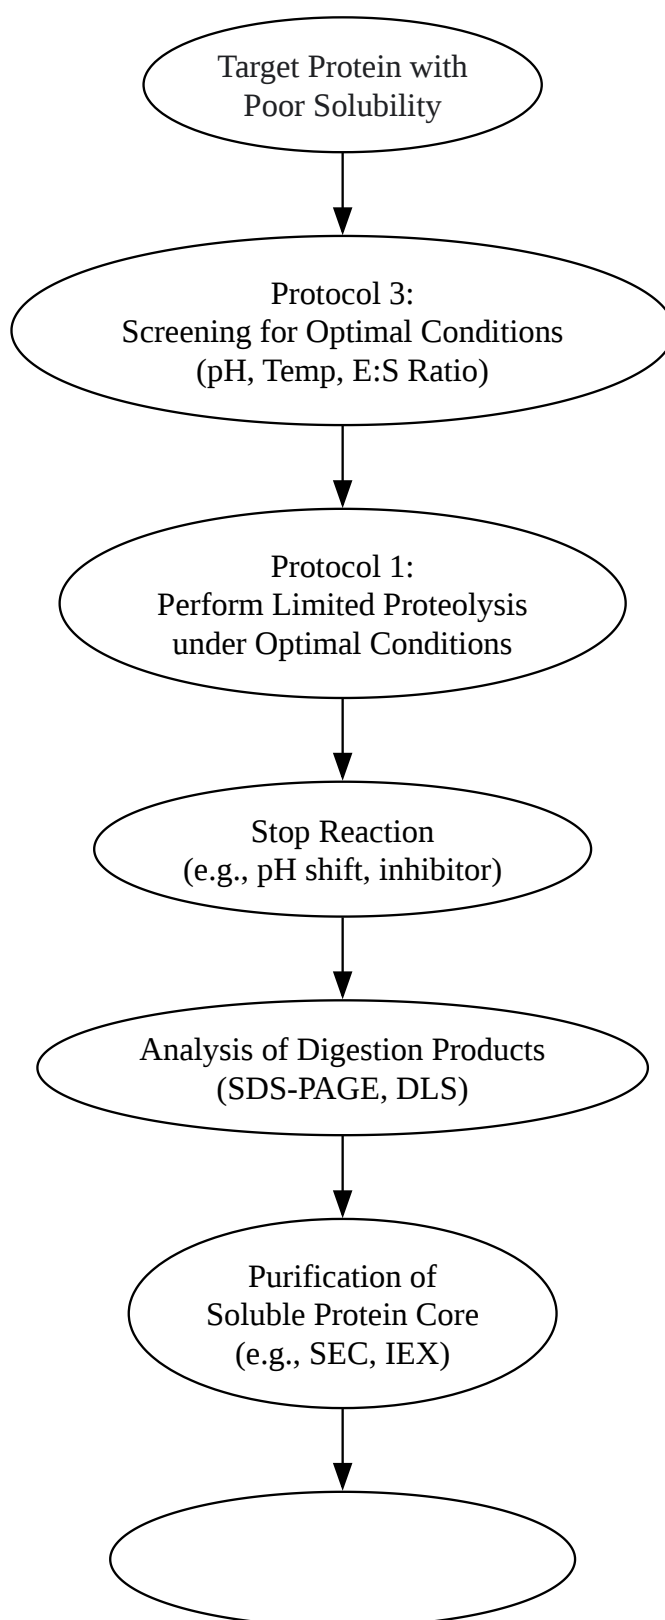 Target Protein with
Poor Solubility
Protocol 3:
Screening for Optimal Conditions
(pH, Temp, E:S Ratio)
Protocol 1:
Perform Limited Proteolysis
under Optimal Conditions
Stop Reaction
(e.g., pH shift, inhibitor)
Analysis of Digestion Products
(SDS-PAGE, DLS)
Purification of
Soluble Protein Core
(e.g., SEC, IEX)